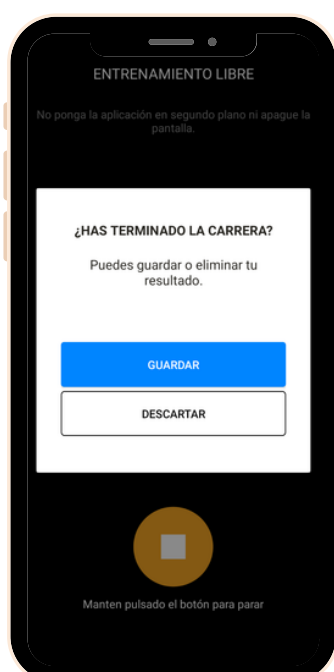 ENTRENAMIENTO LIBRE
No ponga la aplicación en segundo plano ni apague la
pantalla.
¿HAS TERMINADO LA CARRERA?
Puedes guardar o eliminar tu
resultado.
GUARDAR
DESCARTAR
Manten pulsado el botón para parar